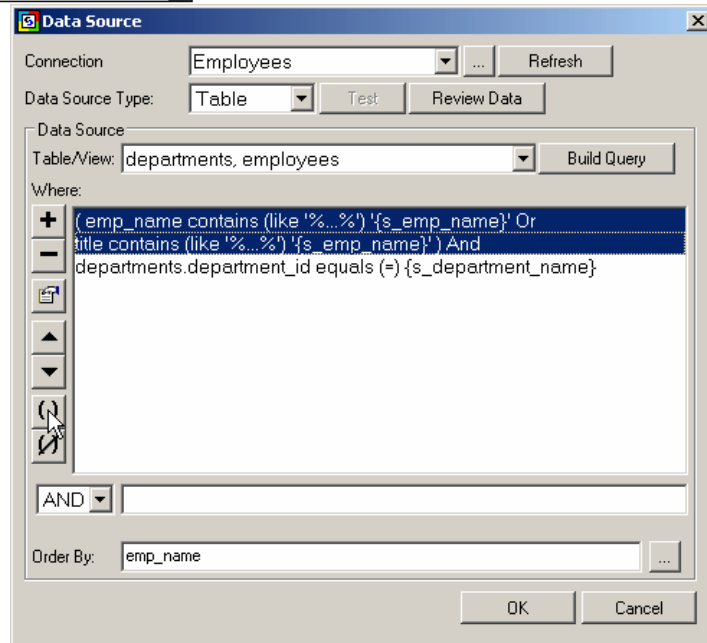 Data Source
Connection Employees ... Refresh
Data Source Type: Table Test Review Data
Data Source
Table/View: departments, employees Build Query
Where:
( emp_name contains (like '%...%') '{s_emp_name}' Or
title contains (like '%...%') '{s_emp_name}' ) And
departments.department_id equals (=) {s_department_name}
AND
Order By: emp_name ...
OK Cancel